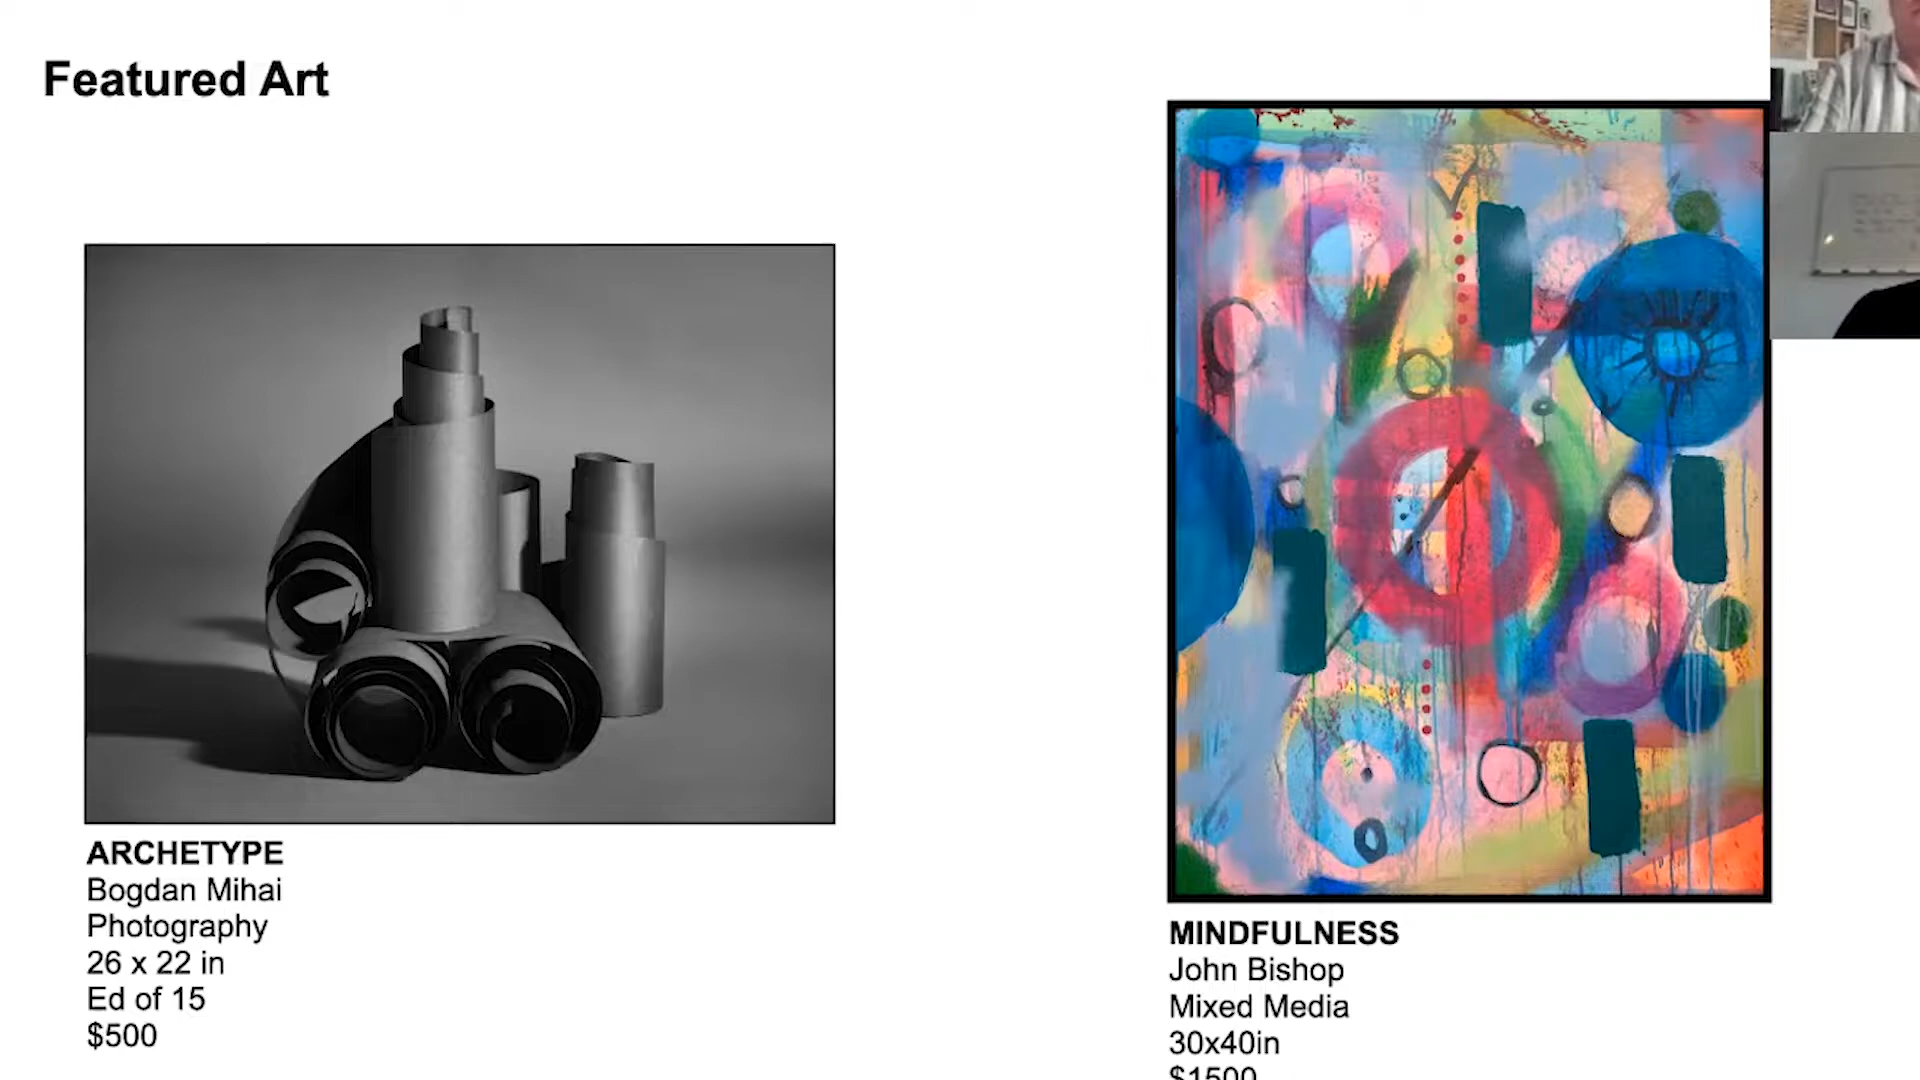 Featured Art
ARCHETYPE
Bogdan Mihai
Photography
26 x 22 in
Ed of 15
$500
MINDFULNESS
John Bishop
Mixed Media
30x40in
$1500